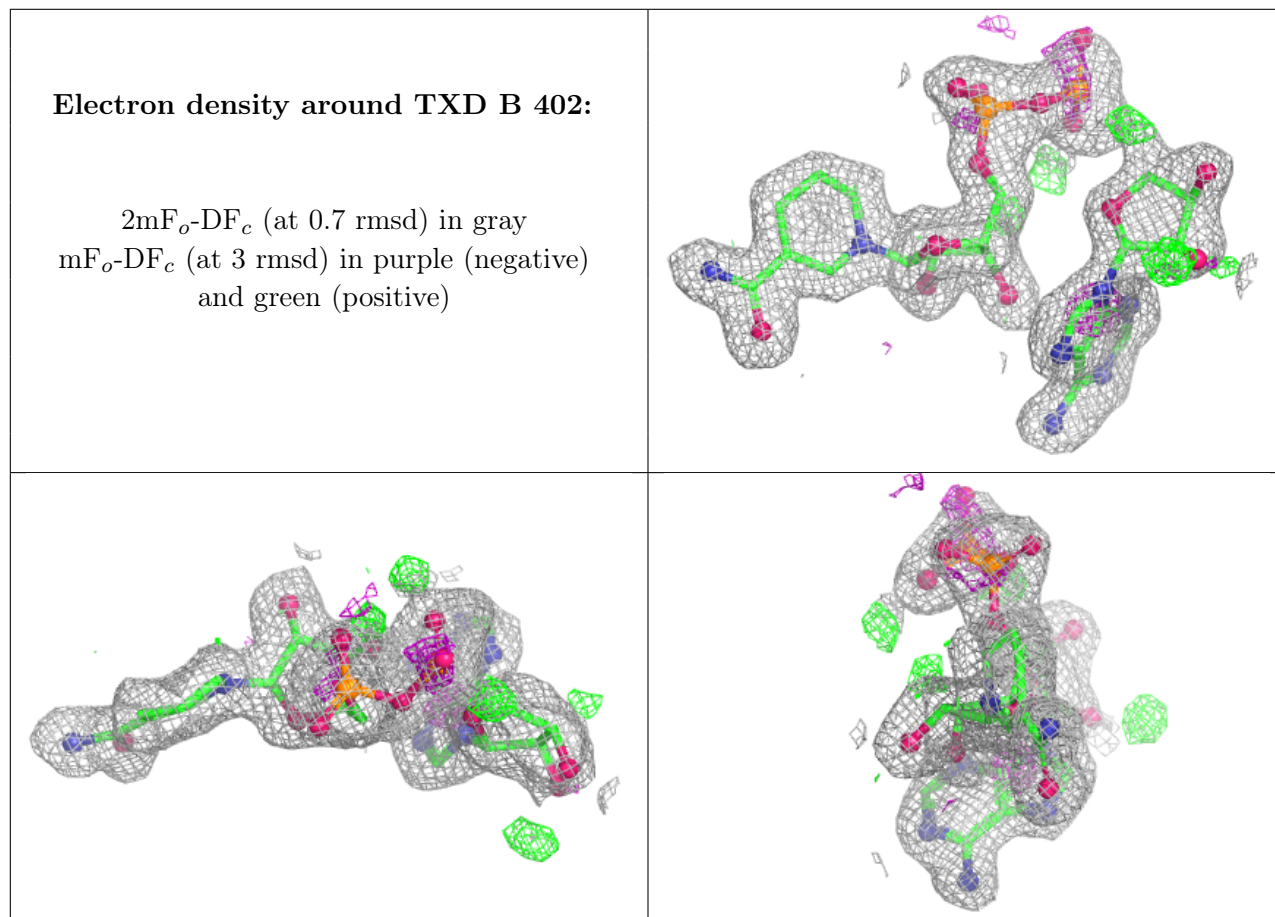 Electron density around TXD B 402:
2mFo-DFc (at 0.7 rmsd) in gray
mFo-DFc (at 3 rmsd) in purple (negative)
and green (positive)